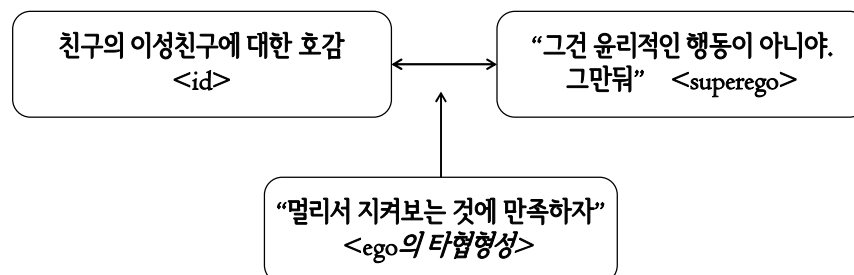 친구의 이성친구에 대한 호감
<id>
“그건 윤리적인 행동이 아니야.
그만둬” <superego>
“멀리서 지켜보는 것에 만족하자”
<ego의 타협형성>